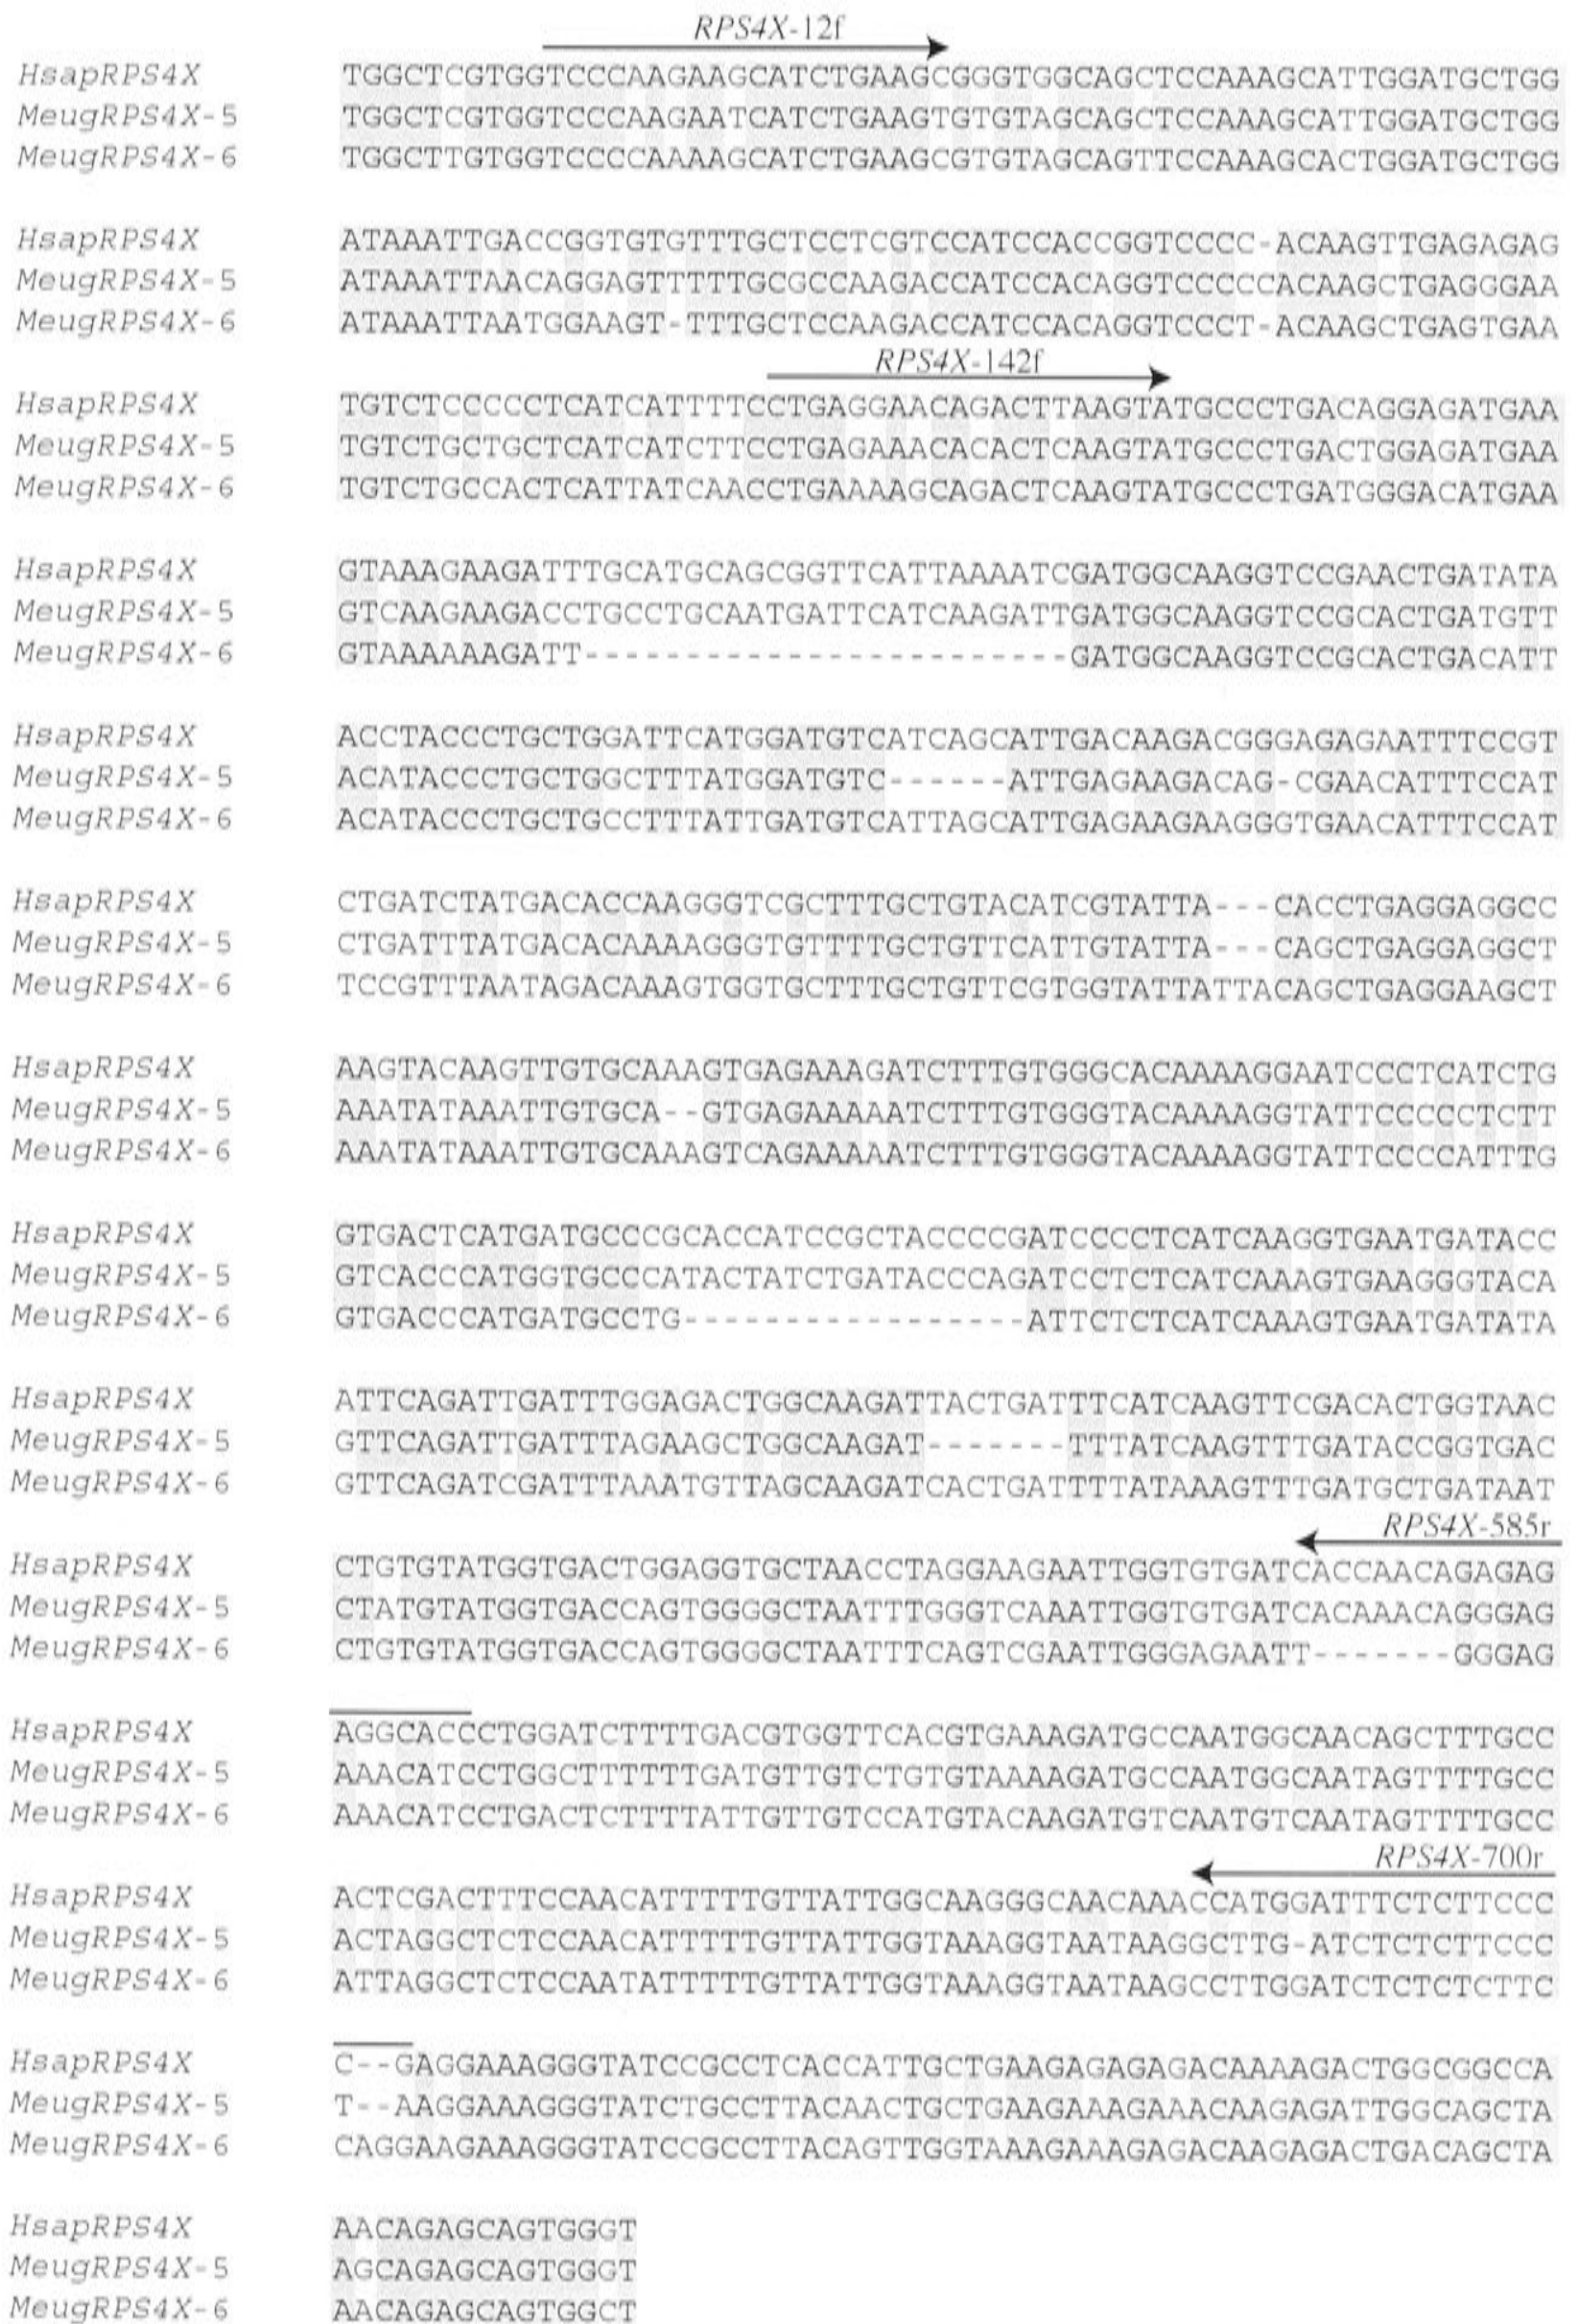 RPS4X-12f
HsapRPS4X TGGCTCGTGGTCCCAAGAAGCATCTGAAGCGGGTGGCAGCTCCAAAGCATTGGATGCTGG
MeugRPS4X-5 TGGCTCGTGGTCCCAAGAATCATCTGAAGTGTGTAGCAGCTCCAAAGCATTGGATGCTGG
MeugRPS4X-6 TGGCTTGTGGTCCCCAAAAGCATCTGAAGCGTGTAGCAGTTCCAAAGCACTGGATGCTGG
HsapRPS4X ATAAATTGACCGGTGTGTTTGCTCCTCGTCCATCCACCGGTCCCC-ACAAGTTGAGAGAG
MeugRPS4X-5 ATAAATTAACAGGAGTTTTTGCGCCAAGACCATCCACAGGTCCCCCACAAGCTGAGGGAA
MeugRPS4X-6 ATAAATTAATGGAAGT-TTTGCTCCAAGACCATCCACAGGTCCCT-ACAAGCTGAGTGAA
RPS4X-142f
HsapRPS4X TGTCTCCCCCTCATCATTTTCCTGAGGAACAGACTTAAGTATGCCCTGACAGGAGATGAA
MeugRPS4X-5 TGTCTGCTGCTCATCATCTTCCTGAGAAACACACTCAAGTATGCCCTGACTGGAGATGAA
MeugRPS4X-6 TGTCTGCCACTCATTATCAACCTGAAAAGCAGACTCAAGTATGCCCTGATGGGACATGAA
HsapRPS4X GTAAAGAAGATTTGCATGCAGCGGTTCATTAAAATCGATGGCAAGGTCCGAACTGATATA
MeugRPS4X-5 GTCAAGAAGACCTGCCTGCAATGATTCATCAAGATTGATGGCAAGGTCCGCACTGATGTT
MeugRPS4X-6 GTAAAAAAGATT------------------------GATGGCAAGGTCCGCACTGACATT
HsapRPS4X ACCTACCCTGCTGGATTCATGGATGTCATCAGCATTGACAAGACGGGAGAGAATTTCCGT
MeugRPS4X-5 ACATACCCTGCTGGCTTTATGGATGTC------ATTGAGAAGACAG-CGAACATTTCCAT
MeugRPS4X-6 ACATACCCTGCTGCCTTTATTGATGTCATTAGCATTGAGAAGAAGGGTGAACATTTCCAT
HsapRPS4X CTGATCTATGACACCAAGGGTCGCTTTGCTGTACATCGTATTA---CACCTGAGGAGGCC
MeugRPS4X-5 CTGATTTATGACACAAAAGGGTGTTTTGCTGTTCATTGTATTA---CAGCTGAGGAGGCT
MeugRPS4X-6 TCCGTTTAATAGACAAAGTGGTGCTTTGCTGTTCGTGGTATTATTACAGCTGAGGAAGCT
HsapRPS4X AAGTACAAGTTGTGCAAAGTGAGAAAGATCTTTGTGGGCACAAAAGGAATCCCTCATCTG
MeugRPS4X-5 AAATATAAATTGTGCA--GTGAGAAAAATCTTTGTGGGTACAAAAGGTATTCCCCCTCTT
MeugRPS4X-6 AAATATAAATTGTGCAAAGTCAGAAAAATCTTTGTGGGTACAAAAGGTATTCCCCATTTG
HsapRPS4X GTGACTCATGATGCCCGCACCATCCGCTACCCCGATCCCCTCATCAAGGTGAATGATACC
MeugRPS4X-5 GTCACCCATGGTGCCCATACTATCTGATACCCAGATCCTCTCATCAAAGTGAAGGGTACA
MeugRPS4X-6 GTGACCCATGATGCCTG-----------------ATTCTCTCATCAAAGTGAATGATATA
HsapRPS4X ATTCAGATTGATTTGGAGACTGGCAAGATTACTGATTTCATCAAGTTCGACACTGGTAAC
MeugRPS4X-5 GTTCAGATTGATTTAGAAGCTGGCAAGAT-------TTTATCAAGTTTGATACCGGTGAC
MeugRPS4X-6 GTTCAGATCGATTTAAATGTTAGCAAGATCACTGATTTTATAAAGTTTGATGCTGATAAT
RPS4X-585r
HsapRPS4X CTGTGTATGGTGACTGGAGGTGCTAACCTAGGAAGAATTGGTGTGATCACCAACAGAGAG
MeugRPS4X-5 CTATGTATGGTGACCAGTGGGGCTAATTTGGGTCAAATTGGTGTGATCACAAACAGGGAG
MeugRPS4X-6 CTGTGTATGGTGACCAGTGGGGCTAATTTCAGTCGAATTGGGAGAATT-------GGGAG
HsapRPS4X AGGCACCCTGGATCTTTTGACGTGGTTCACGTGAAAGATGCCAATGGCAACAGCTTTGCC
MeugRPS4X-5 AAACATCCTGGCTTTTTTGATGTTGTCTGTGTAAAAGATGCCAATGGCAATAGTTTTGCC
MeugRPS4X-6 AAACATCCTGACTCTTTTATTGTTGTCCATGTACAAGATGTCAATGTCAATAGTTTTGCC
RPS4X-700r
HsapRPS4X ACTCGACTTTCCAACATTTTTGTTATTGGCAAGGGCAACAAACCATGGATTTCTCTTCCC
MeugRPS4X-5 ACTAGGCTCTCCAACATTTTTGTTATTGGTAAAGGTAATAAGGCTTG-ATCTCTCTTCCC
MeugRPS4X-6 ATTAGGCTCTCCAATATTTTTGTTATTGGTAAAGGTAATAAGCCTTGGATCTCTCTCTTC
HsapRPS4X C--GAGGAAAGGGTATCCGCCTCACCATTGCTGAAGAGAGAGACAAAAGACTGGCGGCCA
MeugRPS4X-5 T--AAGGAAAGGGTATCTGCCTTACAACTGCTGAAGAAAGAAACAAGAGATTGGCAGCTA
MeugRPS4X-6 CAGGAAGAAAGGGTATCCGCCTTACAGTTGGTAAAGAAAGAGACAAGAGACTGACAGCTA
HsapRPS4X AACAGAGCAGTGGGT
MeugRPS4X-5 AGCAGAGCAGTGGGT
MeugRPS4X-6 AACAGAGCAGTGGCT